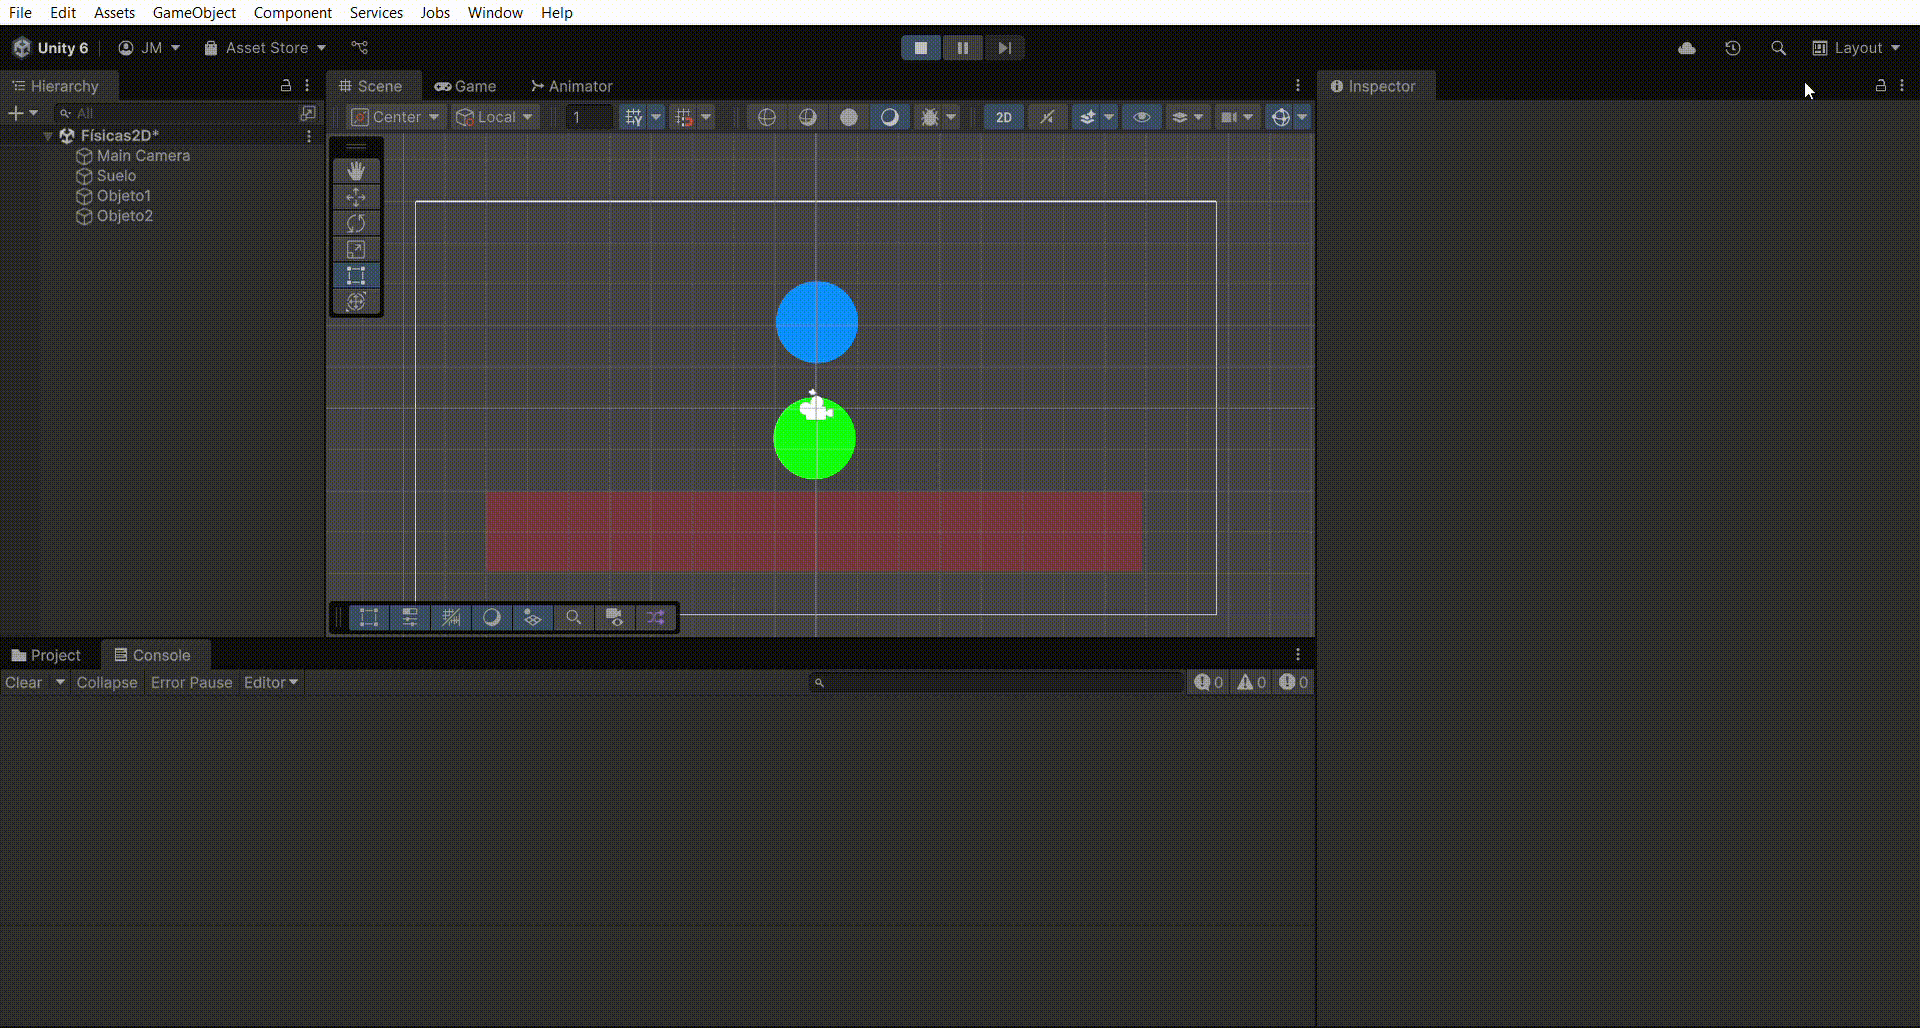 File Edit Assets GameObject Component Services Jobs Window Help
Unity 6 JM Asset Store Layout
Hierarchy
All
Físicas2D*
Main Camera
Suelo
Objeto1
Objeto2
Scene Game Animator
Center Local 1 2D
Inspector
Project Console
Clear Collapse Error Pause Editor 0 0 0